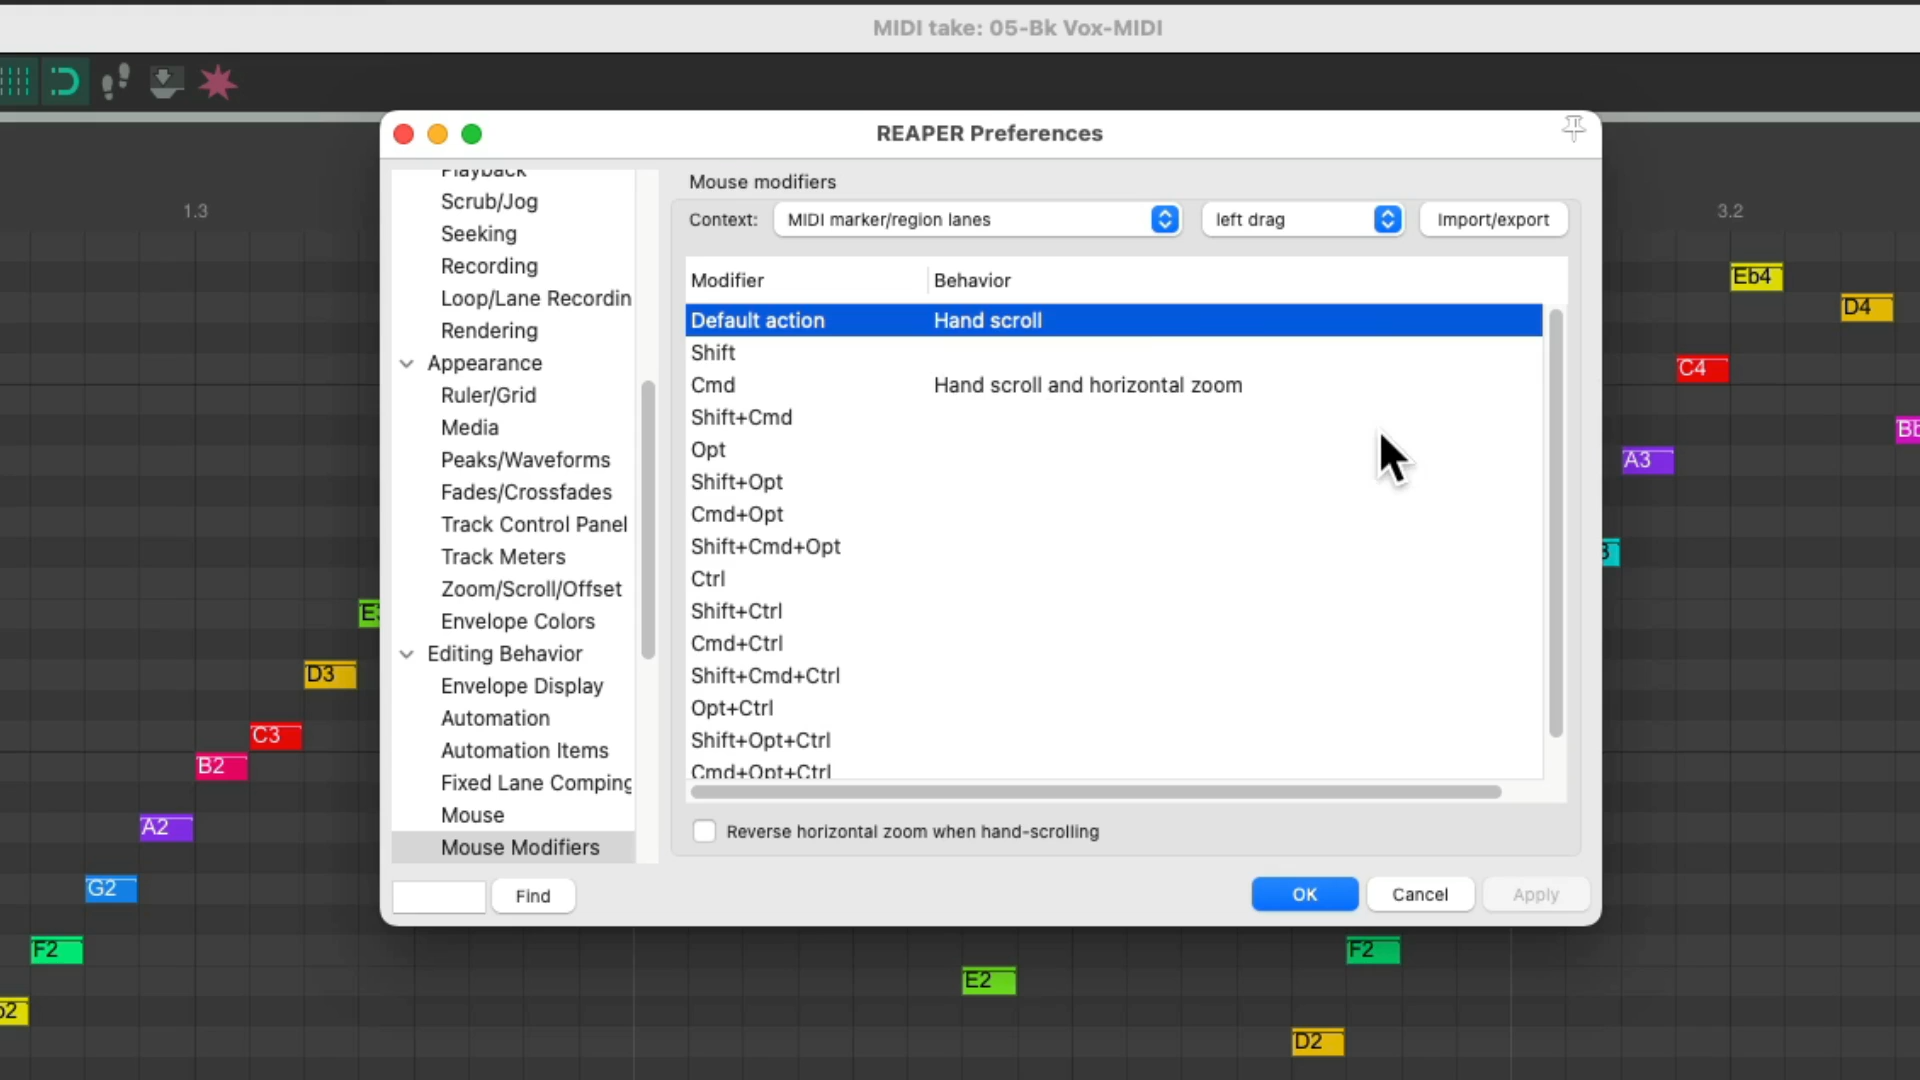 MIDI take: 05-Bk Vox-MIDI
REAPER Preferences
Playback
Scrub/Jog
Seeking
Recording
Loop/Lane Recordin
Rendering
Appearance
Ruler/Grid
Media
Peaks/Waveforms
Fades/Crossfades
Track Control Panel
Track Meters
Zoom/Scroll/Offset
Envelope Colors
Editing Behavior
Envelope Display
Automation
Automation Items
Fixed Lane Comping
Mouse
Mouse Modifiers
Find
Mouse modifiers
Context: MIDI marker/region lanes left drag Import/export
Modifier Behavior
Default action Hand scroll
Shift
Cmd Hand scroll and horizontal zoom
Shift+Cmd
Opt
Shift+Opt
Cmd+Opt
Shift+Cmd+Opt
Ctrl
Shift+Ctrl
Cmd+Ctrl
Shift+Cmd+Ctrl
Opt+Ctrl
Shift+Opt+Ctrl
Cmd+Opt+Ctrl
Reverse horizontal zoom when hand-scrolling
OK Cancel Apply
1.3
3.2
Eb4
D4
C4
A3
D3
C3
B2
A2
G2
F2
E2
F2
D2